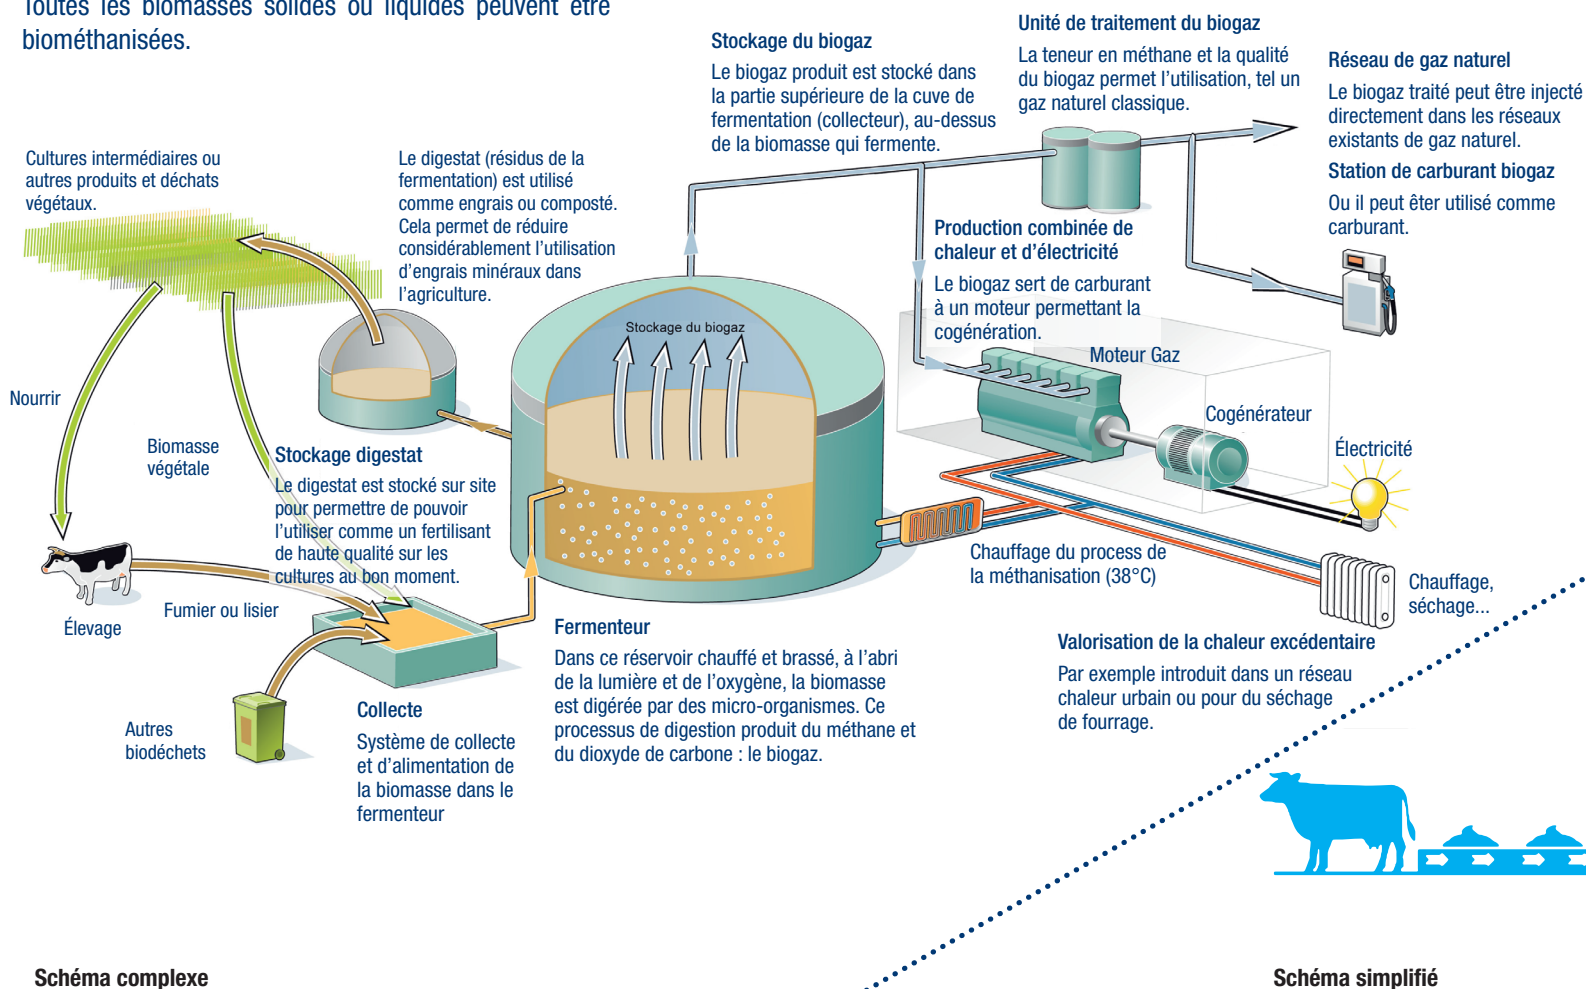 Toutes les biomasses solides ou liquides peuvent être
biométhanisées.
Stockage du biogaz
Le biogaz produit est stocké dans
la partie supérieure de la cuve de
fermentation (collecteur), au-dessus
de la biomasse qui fermente.
Unité de traitement du biogaz
La teneur en méthane et la qualité
du biogaz permet l'utilisation, tel un
gaz naturel classique.
Réseau de gaz naturel
Le biogaz traité peut être injecté
directement dans les réseaux
existants de gaz naturel.
Station de carburant biogaz
Ou il peut êter utilisé comme
carburant.
Cultures intermédiaires ou
autres produits et déchats
végétaux.
Le digestat (résidus de la
fermentation) est utilisé
comme engrais ou composté.
Cela permet de réduire
considérablement l'utilisation
d'engrais minéraux dans
l'agriculture.
Production combinée de
chaleur et d'électricité
Le biogaz sert de carburant
à un moteur permettant la
cogénération.
Stockage du biogaz
Moteur Gaz
Cogénérateur
Électricité
Nourrir
Biomasse
végétale
Stockage digestat
Le digestat est stocké sur site
pour permettre de pouvoir
l'utiliser comme un fertilisant
de haute qualité sur les
cultures au bon moment.
Chauffage du process de
la méthanisation (38°C)
Chauffage,
séchage...
Élevage
Fumier ou lisier
Fermenteur
Dans ce réservoir chauffé et brassé, à l'abri
de la lumière et de l'oxygène, la biomasse
est digérée par des micro-organismes. Ce
processus de digestion produit du méthane et
du dioxyde de carbone : le biogaz.
Valorisation de la chaleur excédentaire
Par exemple introduit dans un réseau
chaleur urbain ou pour du séchage
de fourrage.
Autres
biodéchets
Collecte
Système de collecte
et d'alimentation de
la biomasse dans le
fermenteur
Schéma complexe
Schéma simplifié